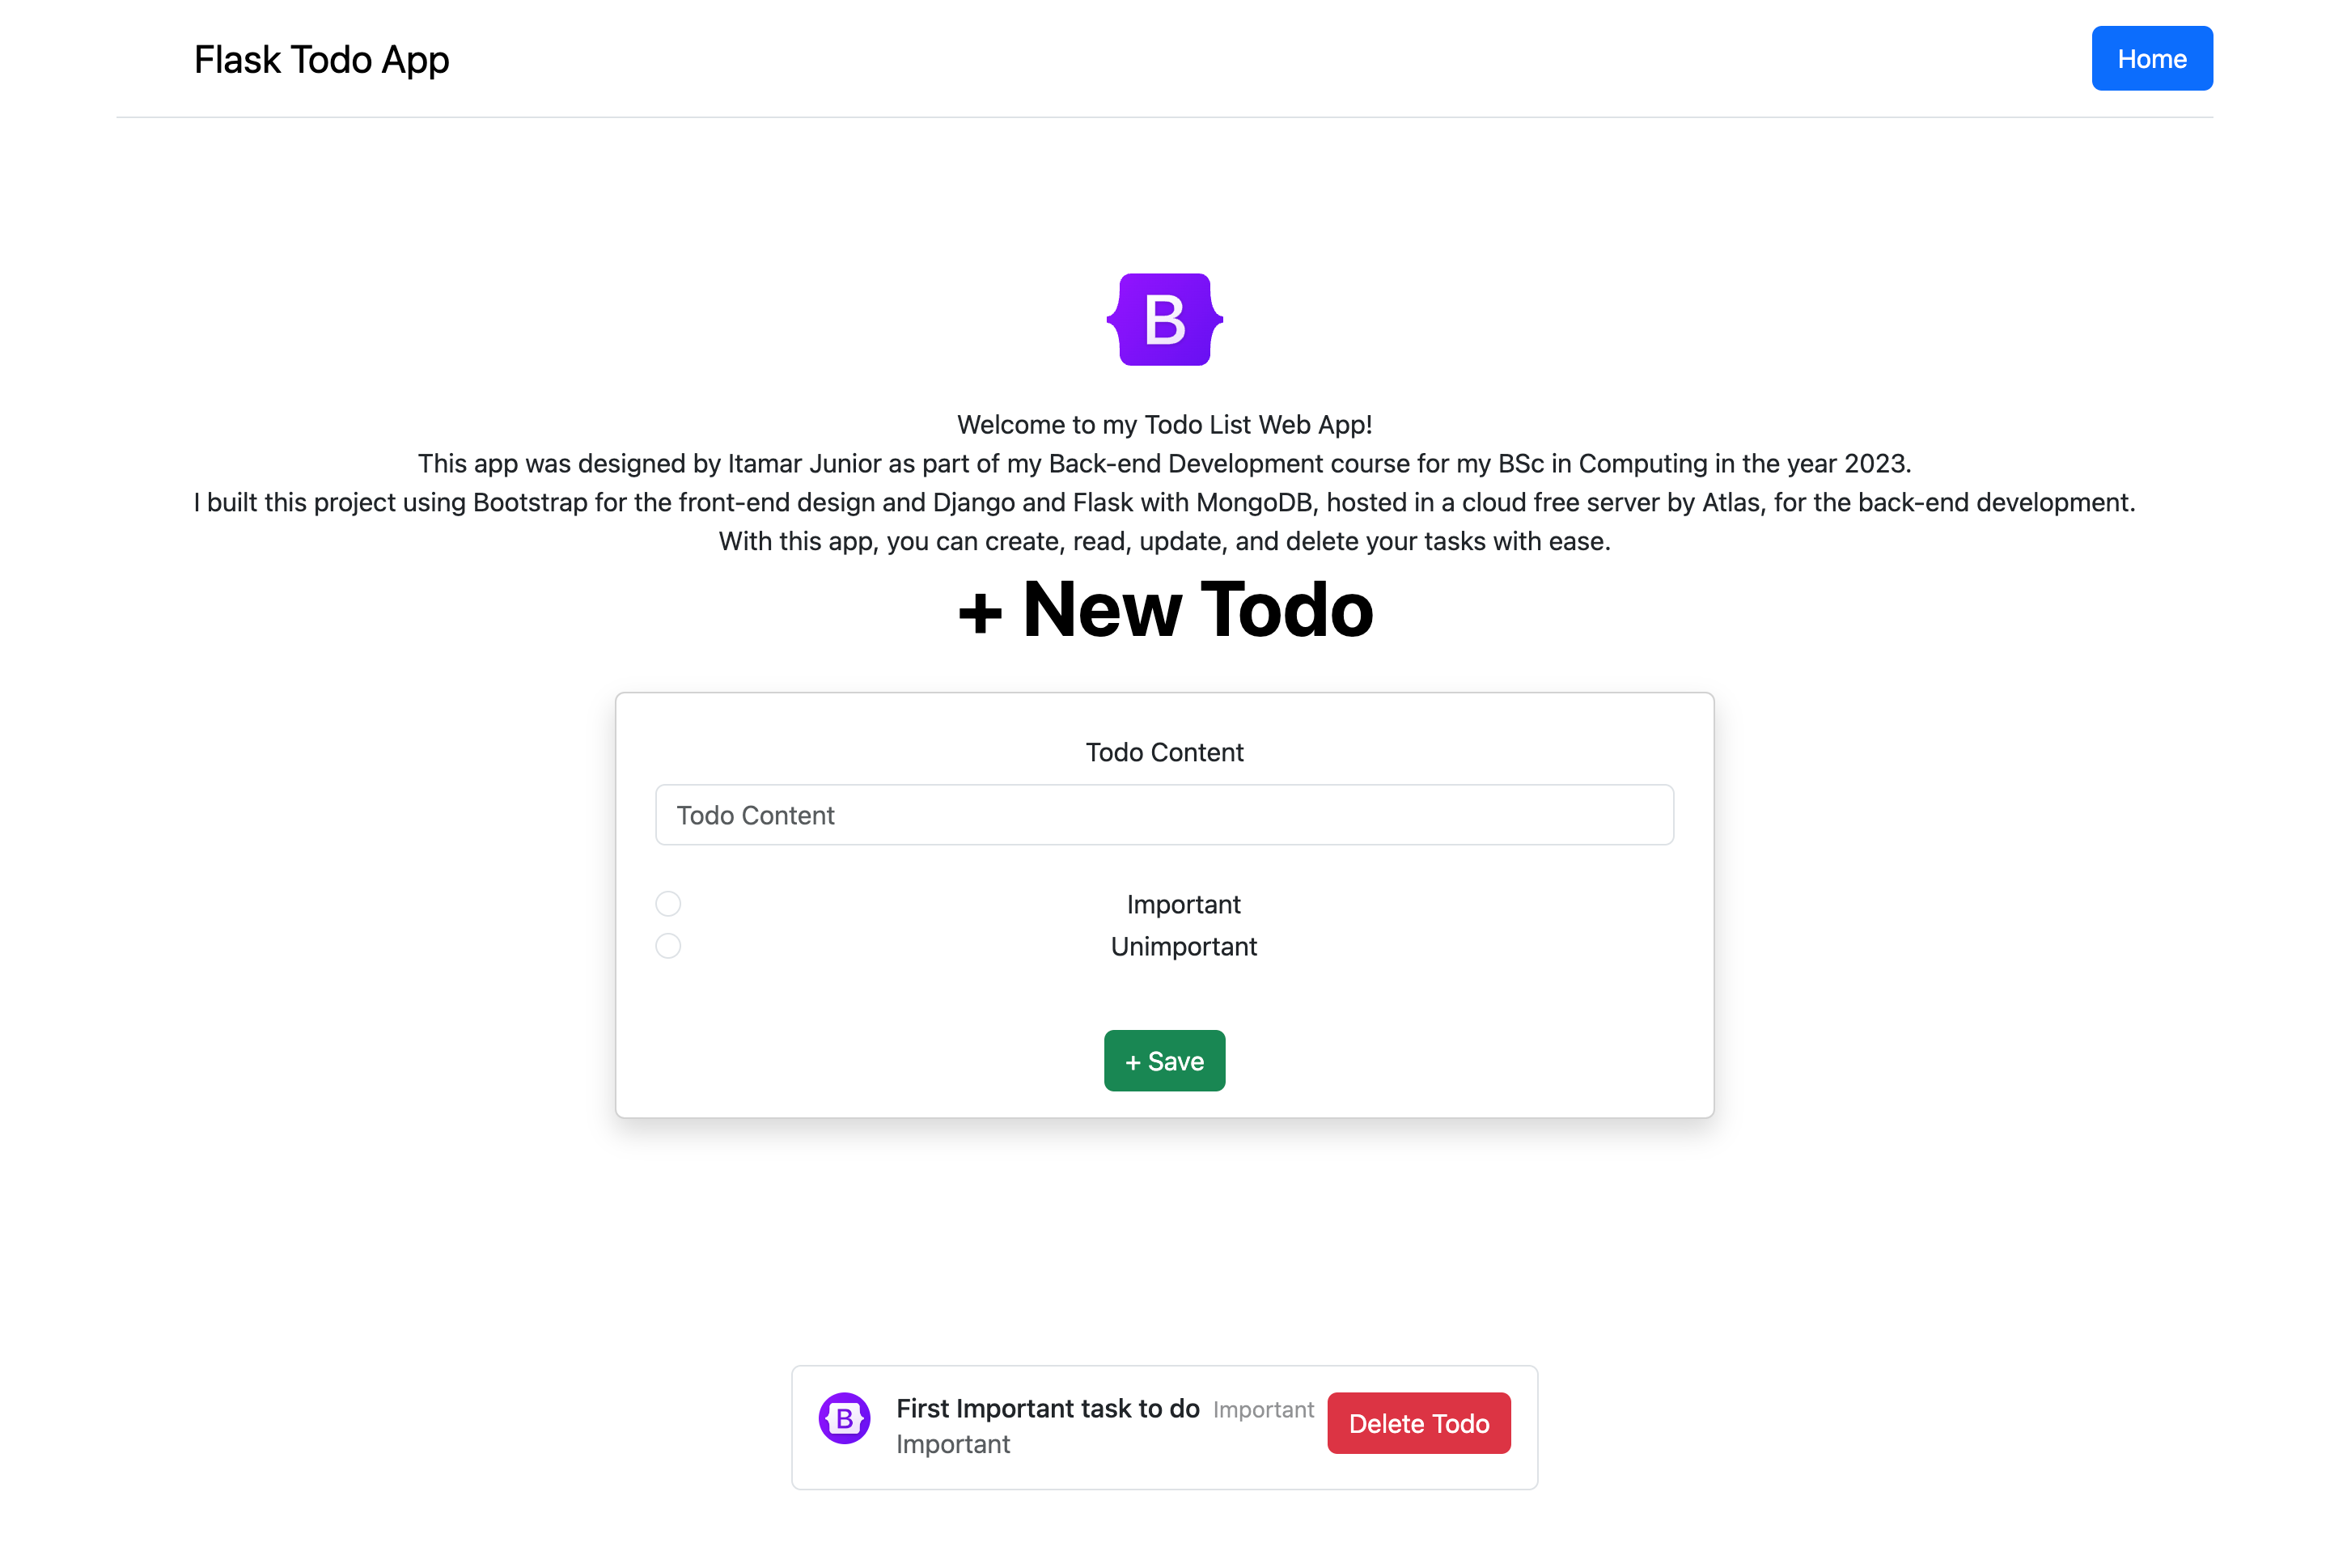 Flask Todo App
Home
B
Welcome to my Todo List Web App!
This app was designed by Itamar Junior as part of my Back-end Development course for my BSc in Computing in the year 2023.
I built this project using Bootstrap for the front-end design and Django and Flask with MongoDB, hosted in a cloud free server by Atlas, for the back-end development.
With this app, you can create, read, update, and delete your tasks with ease.
+ New Todo
Todo Content
Todo Content
Important
Unimportant
+ Save
B
First Important task to do Important
Important
Delete Todo